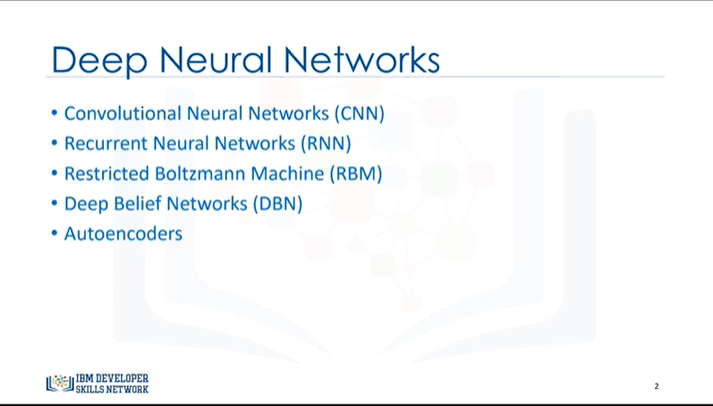 Deep Neural Networks
• Convolutional Neural Networks (CNN)
• Recurrent Neural Networks (RNN)
• Restricted Boltzmann Machine (RBM)
• Deep Belief Networks (DBN)
• Autoencoders
IBM DEVELOPER
SKILLS NETWORK
2